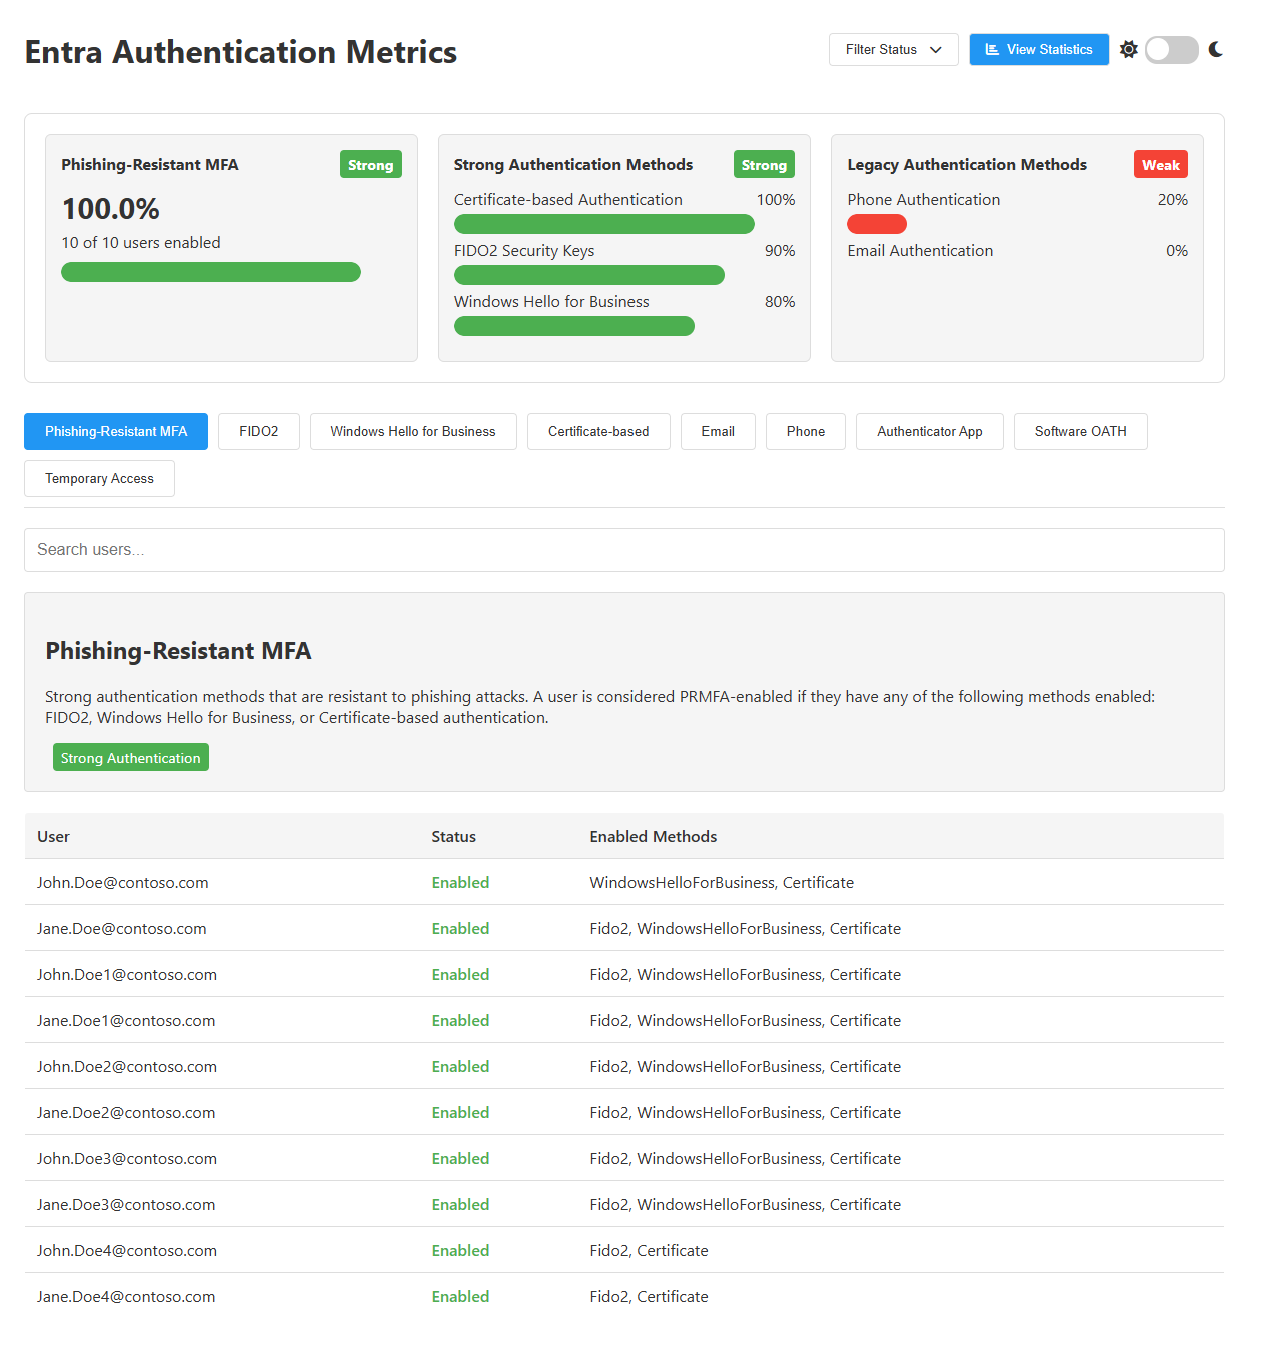 Entra Authentication Metrics
Filter Status
View Statistics
Phishing-Resistant MFA
Strong
100.0%
10 of 10 users enabled
Strong Authentication Methods
Strong
Certificate-based Authentication 100%
FIDO2 Security Keys 90%
Windows Hello for Business 80%
Legacy Authentication Methods
Weak
Phone Authentication 20%
Email Authentication 0%
Phishing-Resistant MFA
FIDO2
Windows Hello for Business
Certificate-based
Email
Phone
Authenticator App
Software OATH
Temporary Access
Search users...
Phishing-Resistant MFA
Strong authentication methods that are resistant to phishing attacks. A user is considered PRMFA-enabled if they have any of the following methods enabled:
FIDO2, Windows Hello for Business, or Certificate-based authentication.
Strong Authentication
User Status Enabled Methods
John.Doe@contoso.com Enabled WindowsHelloForBusiness, Certificate
Jane.Doe@contoso.com Enabled Fido2, WindowsHelloForBusiness, Certificate
John.Doe1@contoso.com Enabled Fido2, WindowsHelloForBusiness, Certificate
Jane.Doe1@contoso.com Enabled Fido2, WindowsHelloForBusiness, Certificate
John.Doe2@contoso.com Enabled Fido2, WindowsHelloForBusiness, Certificate
Jane.Doe2@contoso.com Enabled Fido2, WindowsHelloForBusiness, Certificate
John.Doe3@contoso.com Enabled Fido2, WindowsHelloForBusiness, Certificate
Jane.Doe3@contoso.com Enabled Fido2, WindowsHelloForBusiness, Certificate
John.Doe4@contoso.com Enabled Fido2, Certificate
Jane.Doe4@contoso.com Enabled Fido2, Certificate